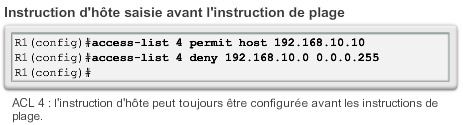 Instruction d'hôte saisie avant l'instruction de plage
R1(config)#access-list 4 permit host 192.168.10.10
R1(config)#access-list 4 deny 192.168.10.0 0.0.0.255
R1(config)#
ACL 4 : l'instruction d'hôte peut toujours être configurée avant les instructions de
plage.